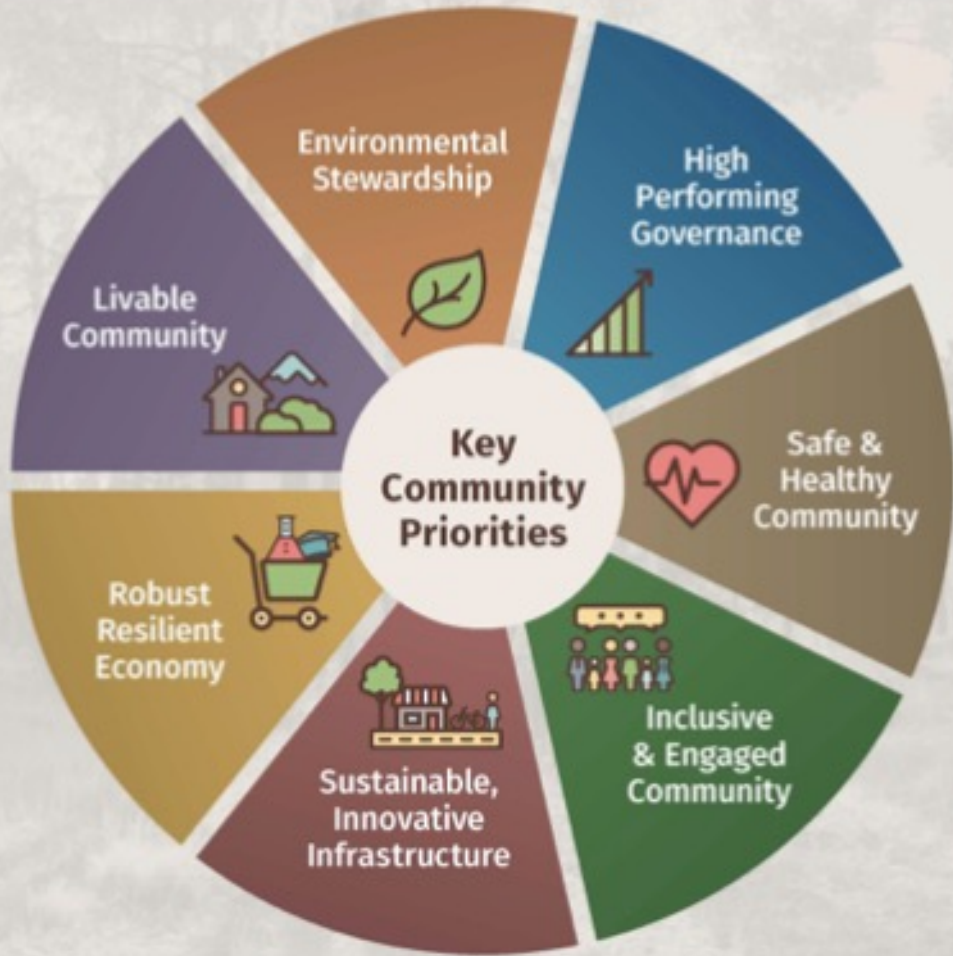 Key
Community
Priorities
Environmental
Stewardship
High
Performing
Governance
Safe &
Healthy
Community
Inclusive
& Engaged
Community
Sustainable,
Innovative
Infrastructure
Robust
Resilient
Economy
Livable
Community